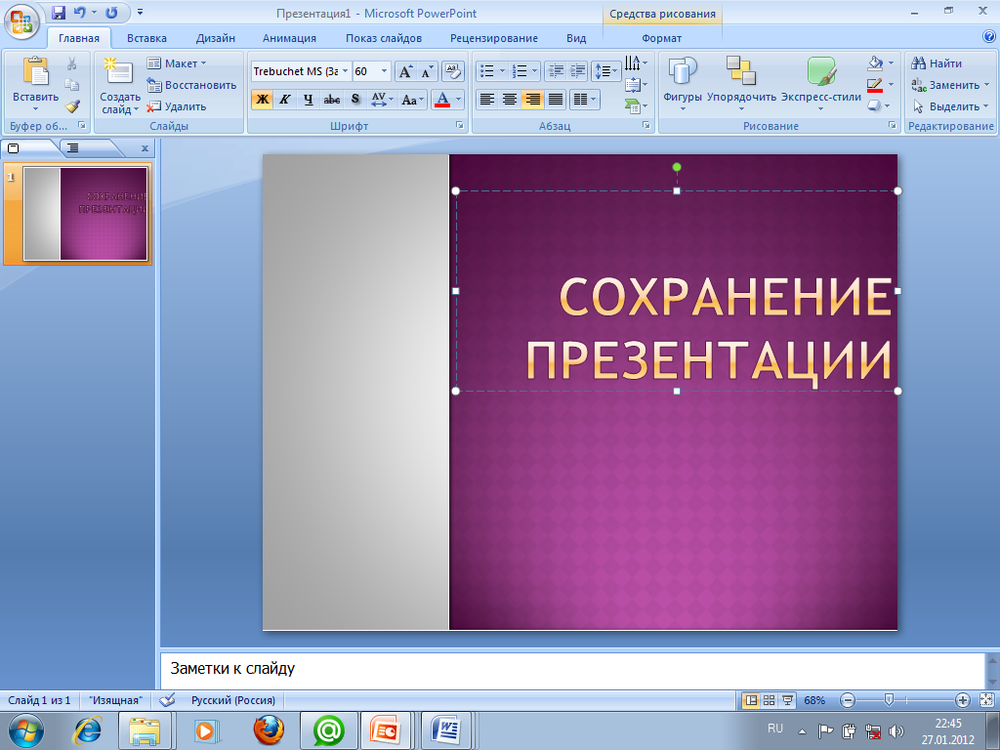 Презентация1 - Microsoft PowerPoint
Средства рисования
Главная Вставка Дизайн Анимация Показ слайдов Рецензирование Вид Формат
Вставить
Буфер об...
Создать слайд
Макет
Восстановить
Удалить
Слайды
Trebuchet MS (За 60
Ж К Ч abc S AV Aa A
Шрифт
Абзац
Фигуры Упорядочить Экспресс-стили
Рисование
Найти
Заменить
Выделить
Редактирование
1
СОХРАНЕНИЕ
ПРЕЗЕНТАЦИИ
СОХРАНЕНИЕ
ПРЕЗЕНТАЦИИ
Заметки к слайду
Слайд 1 из 1 "Изящная" Русский (Россия) 68%
RU 22:45
27.01.2012